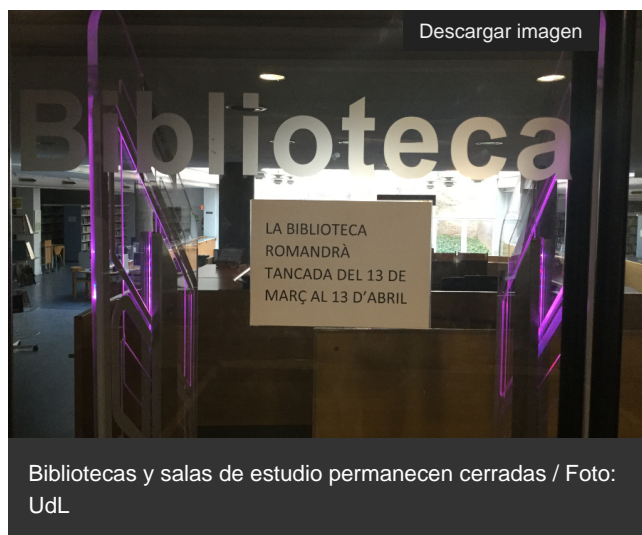 Descargar imagen
Biblioteca
LA BIBLIOTECA
ROMANDRÀ
TANCADA DEL 13 DE
MARÇ AL 13 D'ABRIL
Bibliotecas y salas de estudio permanecen cerradas / Foto:
UdL